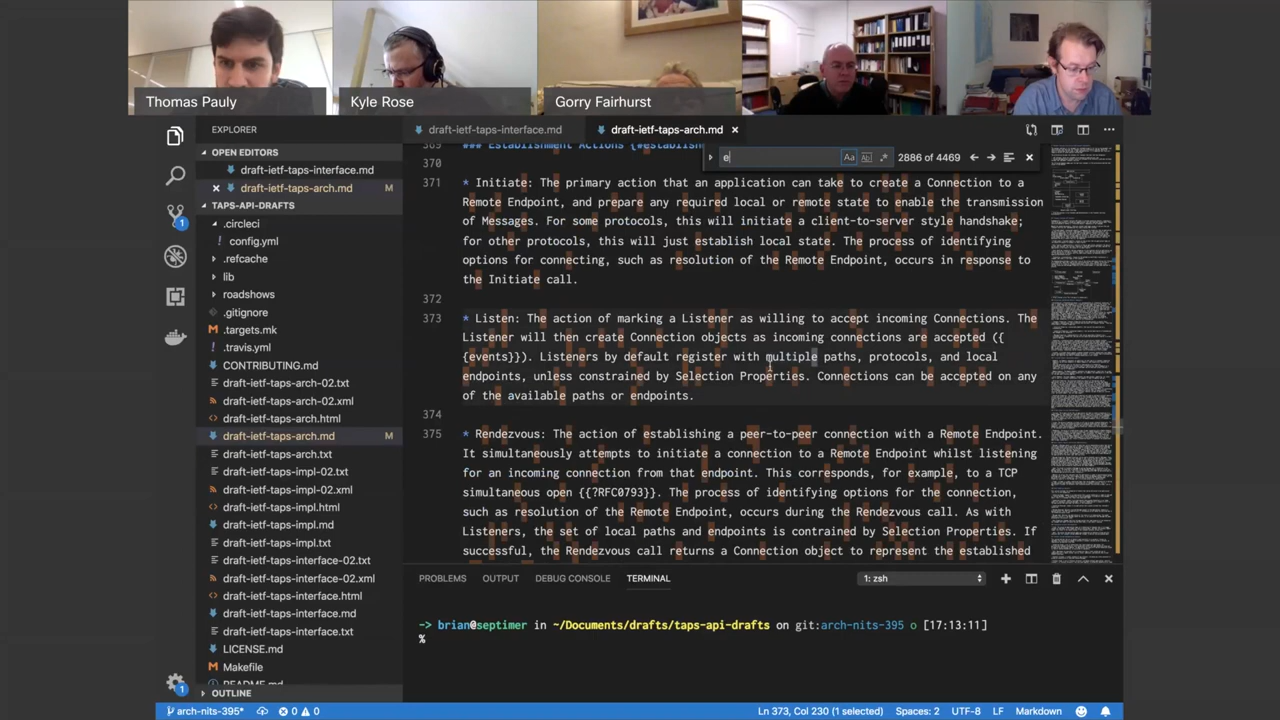 Thomas Pauly
Kyle Rose
Gorry Fairhurst
EXPLORER
OPEN EDITORS
draft-ietf-taps-interface.md
draft-ietf-taps-arch.md M
TAPS-API-DRAFTS
.circleci
config.yml
.refcache
lib
roadshows
.gitignore
.targets.mk
.travis.yml
CONTRIBUTING.md
draft-ietf-taps-arch-02.txt
draft-ietf-taps-arch-02.xml
draft-ietf-taps-arch.html
draft-ietf-taps-arch.md M
draft-ietf-taps-arch.txt
draft-ietf-taps-impl-02.txt
draft-ietf-taps-impl-02.xml
draft-ietf-taps-impl.html
draft-ietf-taps-impl.md
draft-ietf-taps-impl.txt
draft-ietf-taps-interface-02
draft-ietf-taps-interface-02.xml
draft-ietf-taps-interface.html
draft-ietf-taps-interface.md
draft-ietf-taps-interface.txt
LICENSE.md
Makefile
README.md
OUTLINE
draft-ietf-taps-interface.md
draft-ietf-taps-arch.md
e
Aa Abl .*
2886 of 4469
369 ### Establishment Actions {#establish
370
371 * Initiate: The primary action that an application can take to create a Connection to a
Remote Endpoint, and prepare any required local or remote state to enable the transmission
of Messages. For some protocols, this will initiate a client-to-server style handshake;
for other protocols, this will just establish local state. The process of identifying
options for connecting, such as resolution of the Remote Endpoint, occurs in response to
the Initiate call.
372
373 * Listen: The action of marking a Listener as willing to accept incoming Connections. The
Listener will then create Connection objects as incoming connections are accepted ({
{events}}). Listeners by default register with multiple paths, protocols, and local
endpoints, unless constrained by Selection Properties. Connections can be accepted on any
of the available paths or endpoints.
374
375 * Rendezvous: The action of establishing a peer-to-peer connection with a Remote Endpoint.
It simultaneously attempts to initiate a connection to a Remote Endpoint whilst listening
for an incoming connection from that endpoint. This corresponds, for example, to a TCP
simultaneous open {{?RFC0793}}. The process of identifying options for the connection,
such as resolution of the Remote Endpoint, occurs during the Rendezvous call. As with
Listeners, the set of local paths and endpoints is constrained by Selection Properties. If
successful, the Rendezvous call returns a Connection object to represent the established
PROBLEMS OUTPUT DEBUG CONSOLE TERMINAL 1: zsh
-> brian@septimer in ~/Documents/drafts/taps-api-drafts on git:arch-nits-395 o [17:13:11]
%
1
1
arch-nits-395* 0 0 Ln 373, Col 230 (1 selected) Spaces: 2 UTF-8 LF Markdown